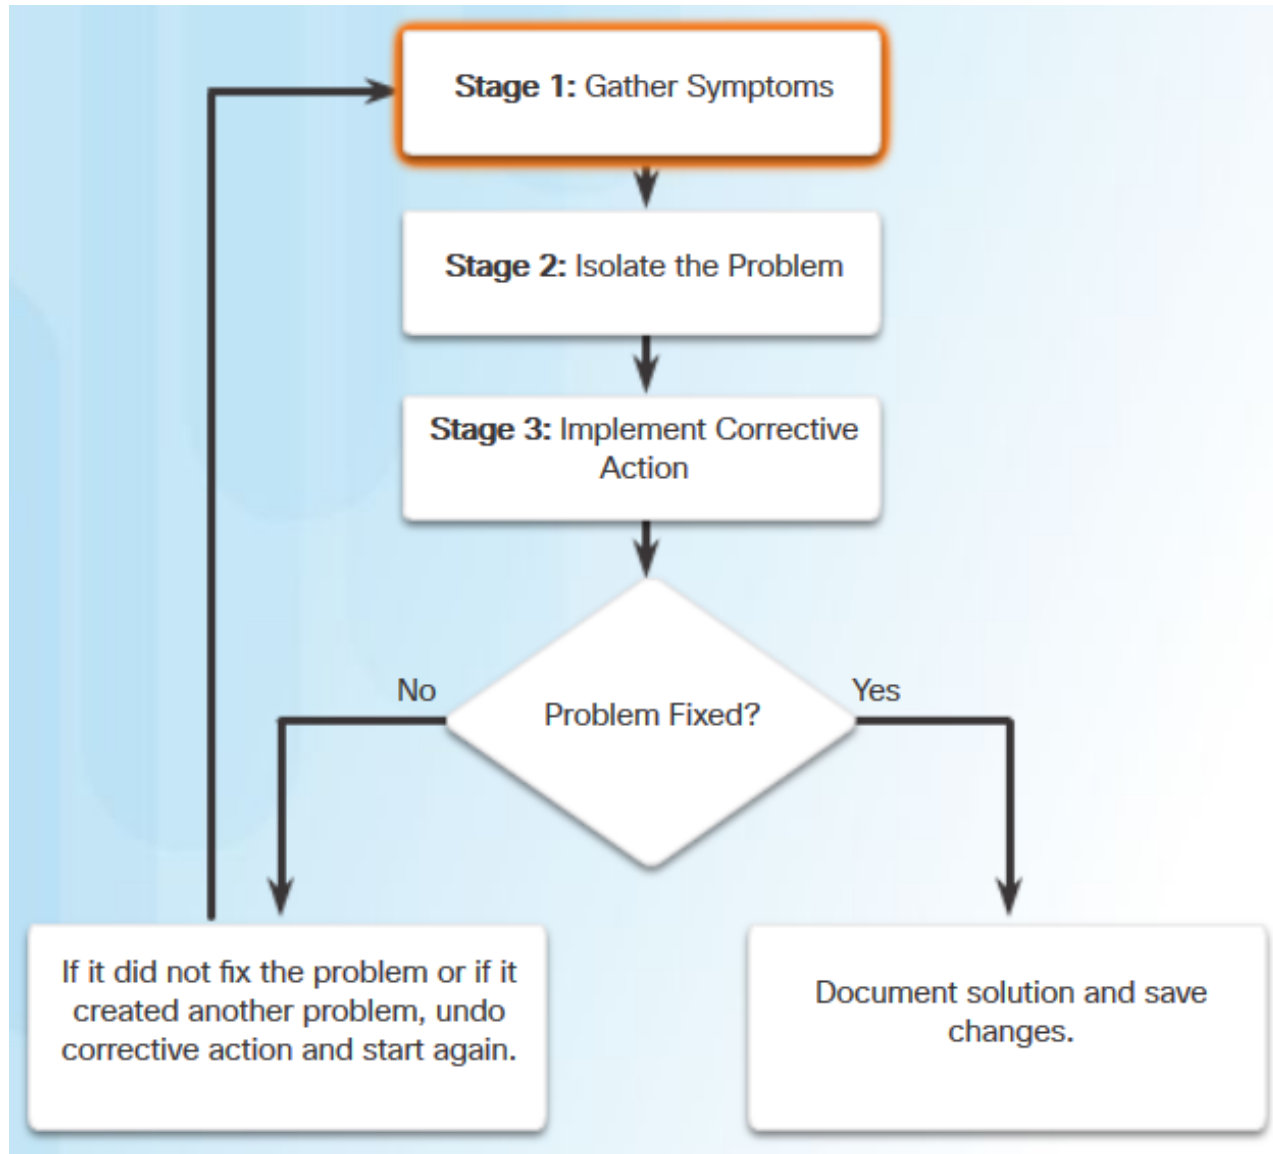 Stage 1: Gather Symptoms
Stage 2: Isolate the Problem
Stage 3: Implement Corrective
Action
No
Problem Fixed?
Yes
If it did not fix the problem or if it
created another problem, undo
corrective action and start again.
Document solution and save
changes.